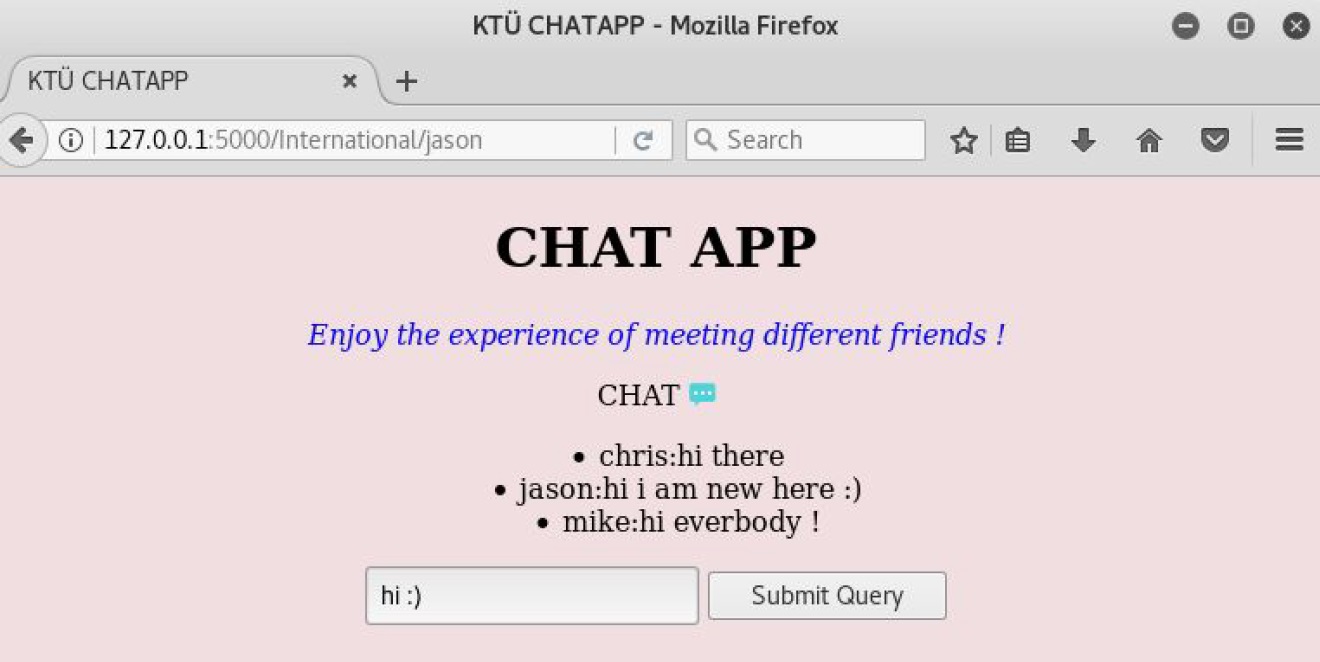 KTÜ CHATAPP - Mozilla Firefox
KTÜ CHATAPP
127.0.0.1:5000/International/jason
Search
CHAT APP
Enjoy the experience of meeting different friends !
CHAT
• chris:hi there
• jason:hi i am new here :)
• mike:hi everbody !
hi :)
Submit Query